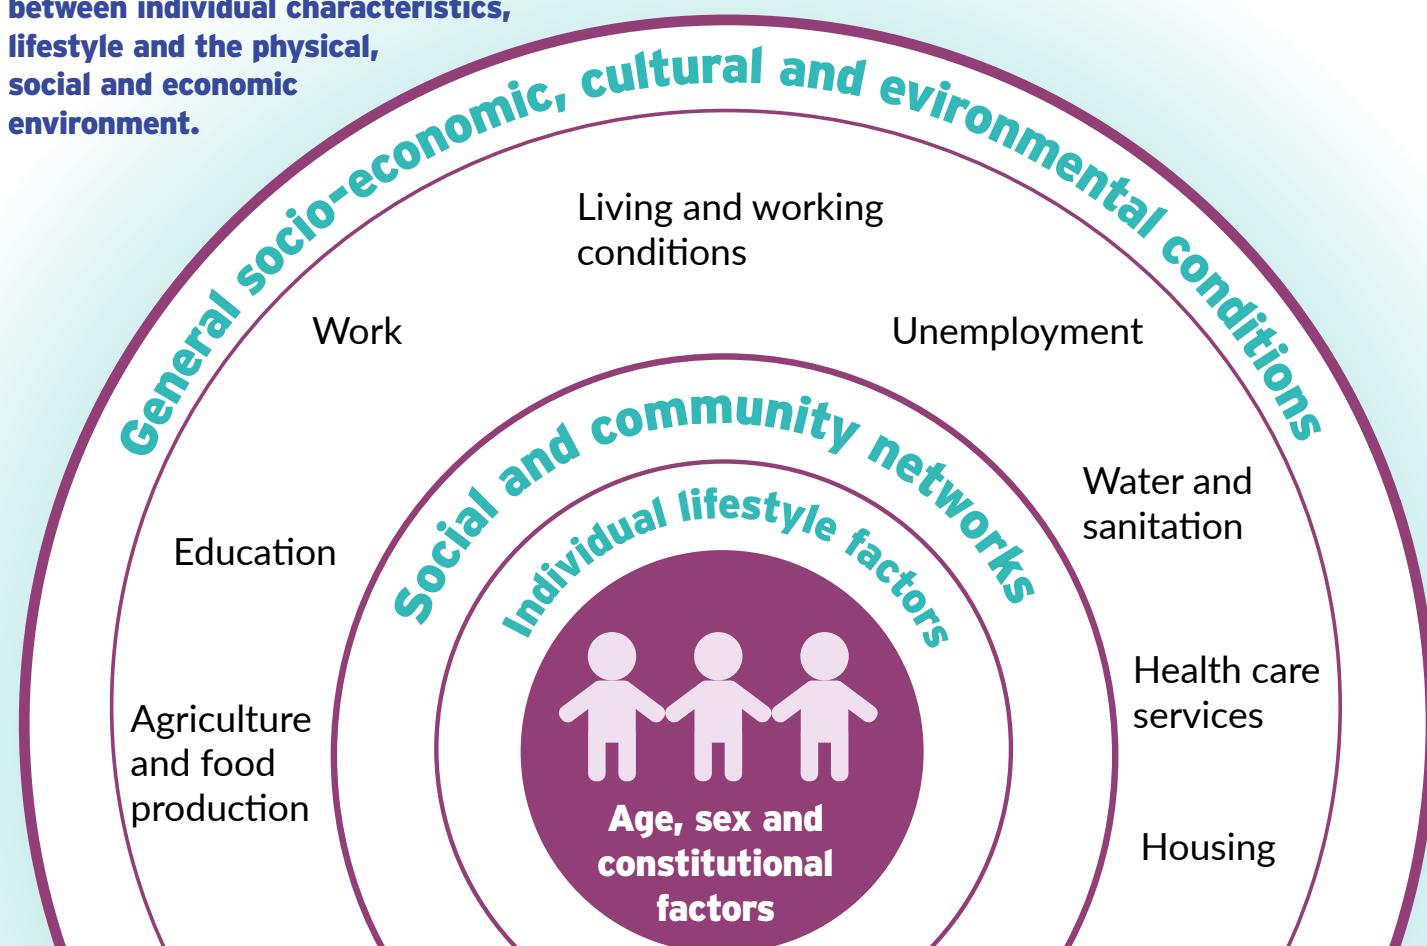 between individual characteristics,
lifestyle and the physical,
social and economic
environment.
General socio-economic, cultural and evironmental conditions
Living and working
conditions
Work
Unemployment
Social and community networks
Water and
sanitation
Individual lifestyle factors
Education
Health care
services
Agriculture
and food
production
Age, sex and
constitutional
factors
Housing